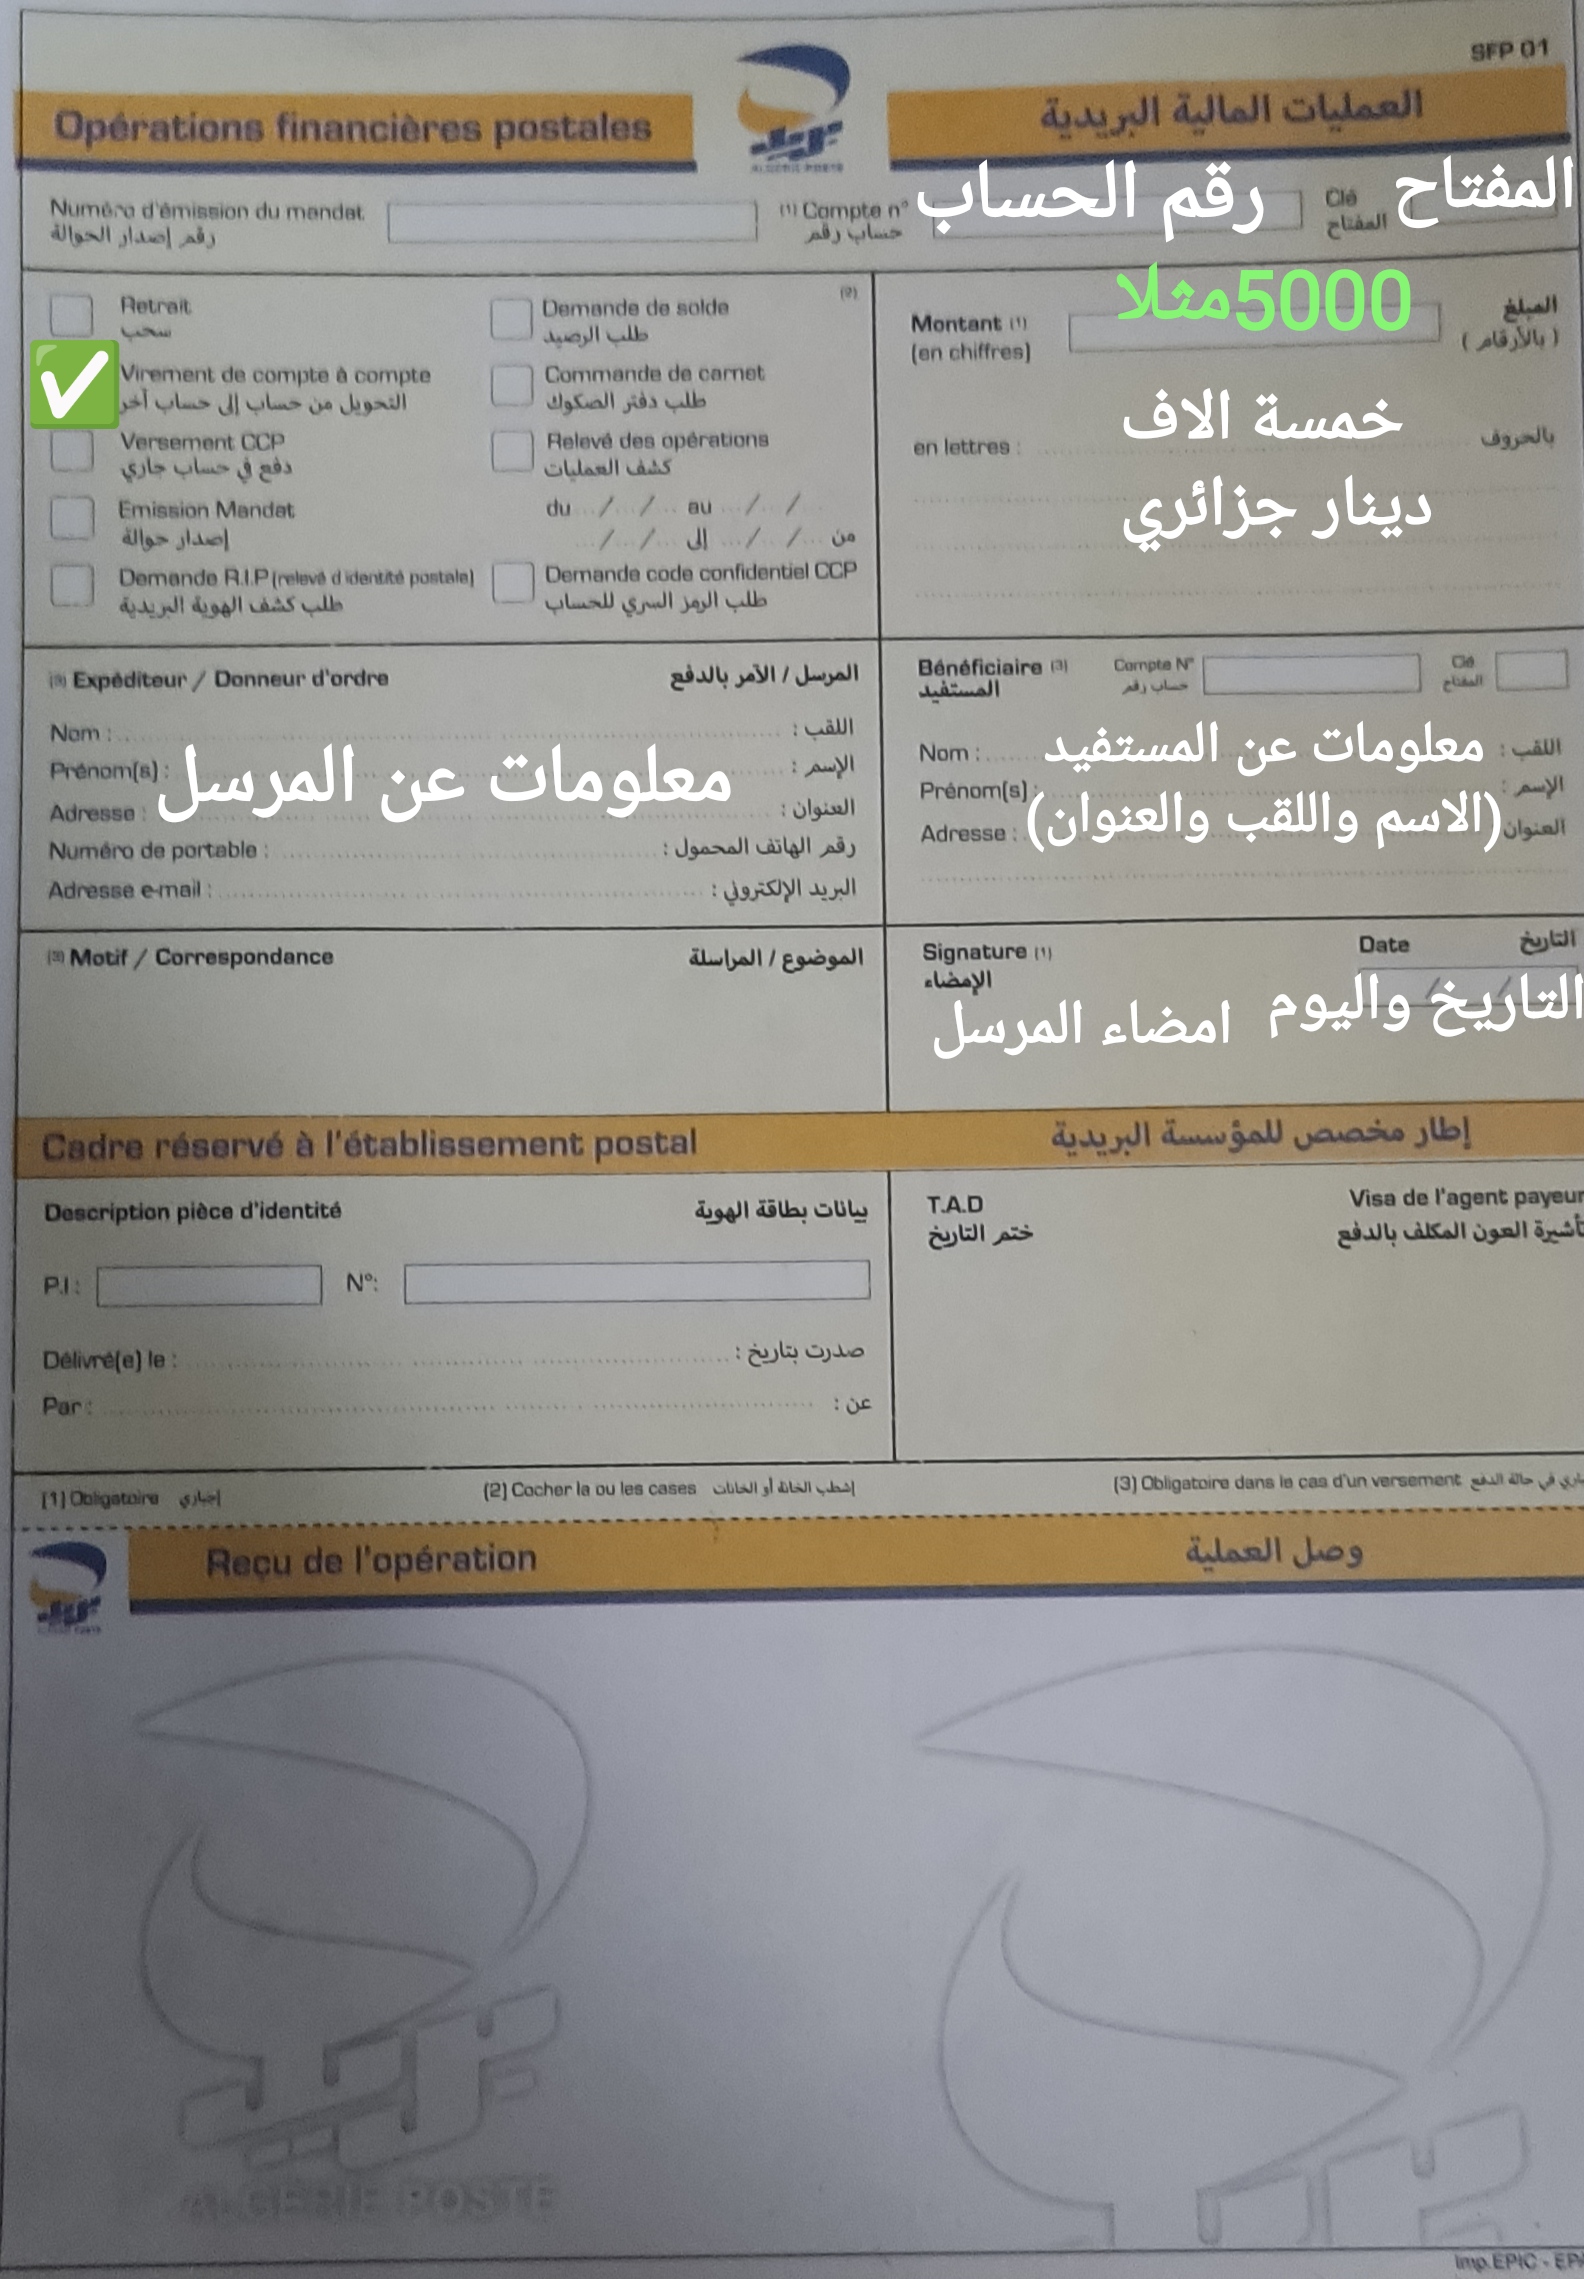 SFP 01
Opérations financières postales
العمليات المالية البريدية
ALGERIE POSTE
Numéro d'émission du mandat
رقم إصدار الحوالة
(1) Compte n°
حساب رقم
رقم الحساب
Clé
المفتاح
المفتاح
Retrait
سحب
Virement de compte à compte
التحويل من حساب إلى حساب آخر
Versement CCP
دفع في حساب جاري
Emission Mandat
إصدار حوالة
Demande R.I.P (relevé d'identité postale)
طلب كشف الهوية البريدية
(2)
Demande de solde
طلب الرصيد
Commande de carnet
طلب دفتر الصكوك
Relevé des opérations
كشف العمليات
du / / au / /
من / / إلى / /
Demande code confidentiel CCP
طلب الرمز السري للحساب
Montant (1)
(en chiffres)
5000مثلا
المبلغ
(بالأرقام)
en lettres :
بالحروف
خمسة الاف
دينار جزائري
(3) Expéditeur / Donneur d'ordre
المرسل / الآمر بالدفع
Nom : اللقب :
Prénom(s) : الإسم :
معلومات عن المرسل
Adresse : العنوان :
Numéro de portable : رقم الهاتف المحمول :
Adresse e-mail : البريد الإلكتروني :
Bénéficiaire (3)
المستفيد
Compte N°
حساب رقم
Clé
المفتاح
Nom : اللقب :
معلومات عن المستفيد
Prénom(s) : الإسم :
(الاسم واللقب والعنوان)
Adresse : العنوان
(3) Motif / Correspondance
الموضوع / المراسلة
Signature (1)
الإمضاء
امضاء المرسل
Date التاريخ
/ /
التاريخ واليوم
Cadre réservé à l'établissement postal
إطار مخصص للمؤسسة البريدية
Description pièce d'identité
بيانات بطاقة الهوية
P.I :
N°:
Délivré(e) le : صدرت بتاريخ :
Par : عن :
T.A.D
ختم التاريخ
Visa de l'agent payeur
تأشيرة العون المكلف بالدفع
(1) Obligatoire إجباري
(2) Cocher la ou les cases إشطب الخانة أو الخانات
(3) Obligatoire dans le cas d'un versement في حالة الدفع
Reçu de l'opération
وصل العملية
ALGERIE POSTE
Imp. EPIC - EP